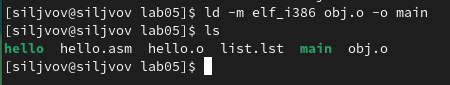 [siljvov@siljvov lab05]$ ld -m elf_i386 obj.o -o main
[siljvov@siljvov lab05]$ ls
hello hello.asm hello.o list.lst main obj.o
[siljvov@siljvov lab05]$